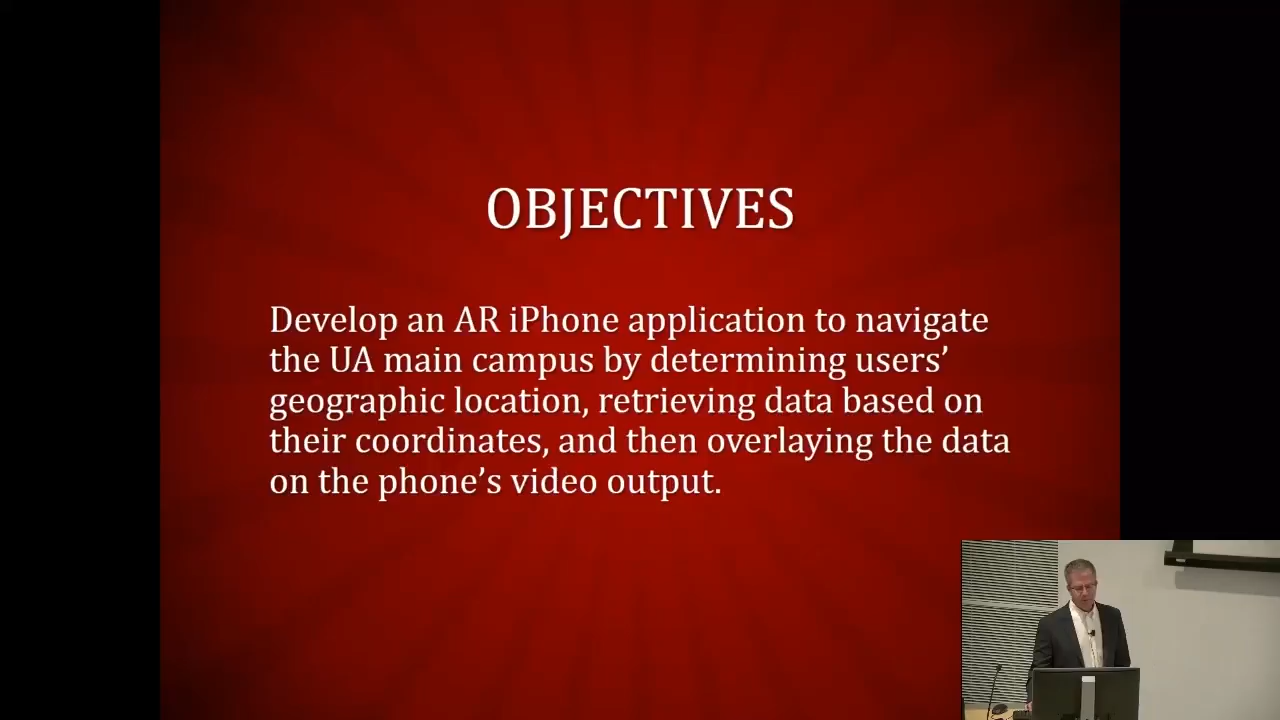 OBJECTIVES
Develop an AR iPhone application to navigate
the UA main campus by determining users’
geographic location, retrieving data based on
their coordinates, and then overlaying the data
on the phone’s video output.